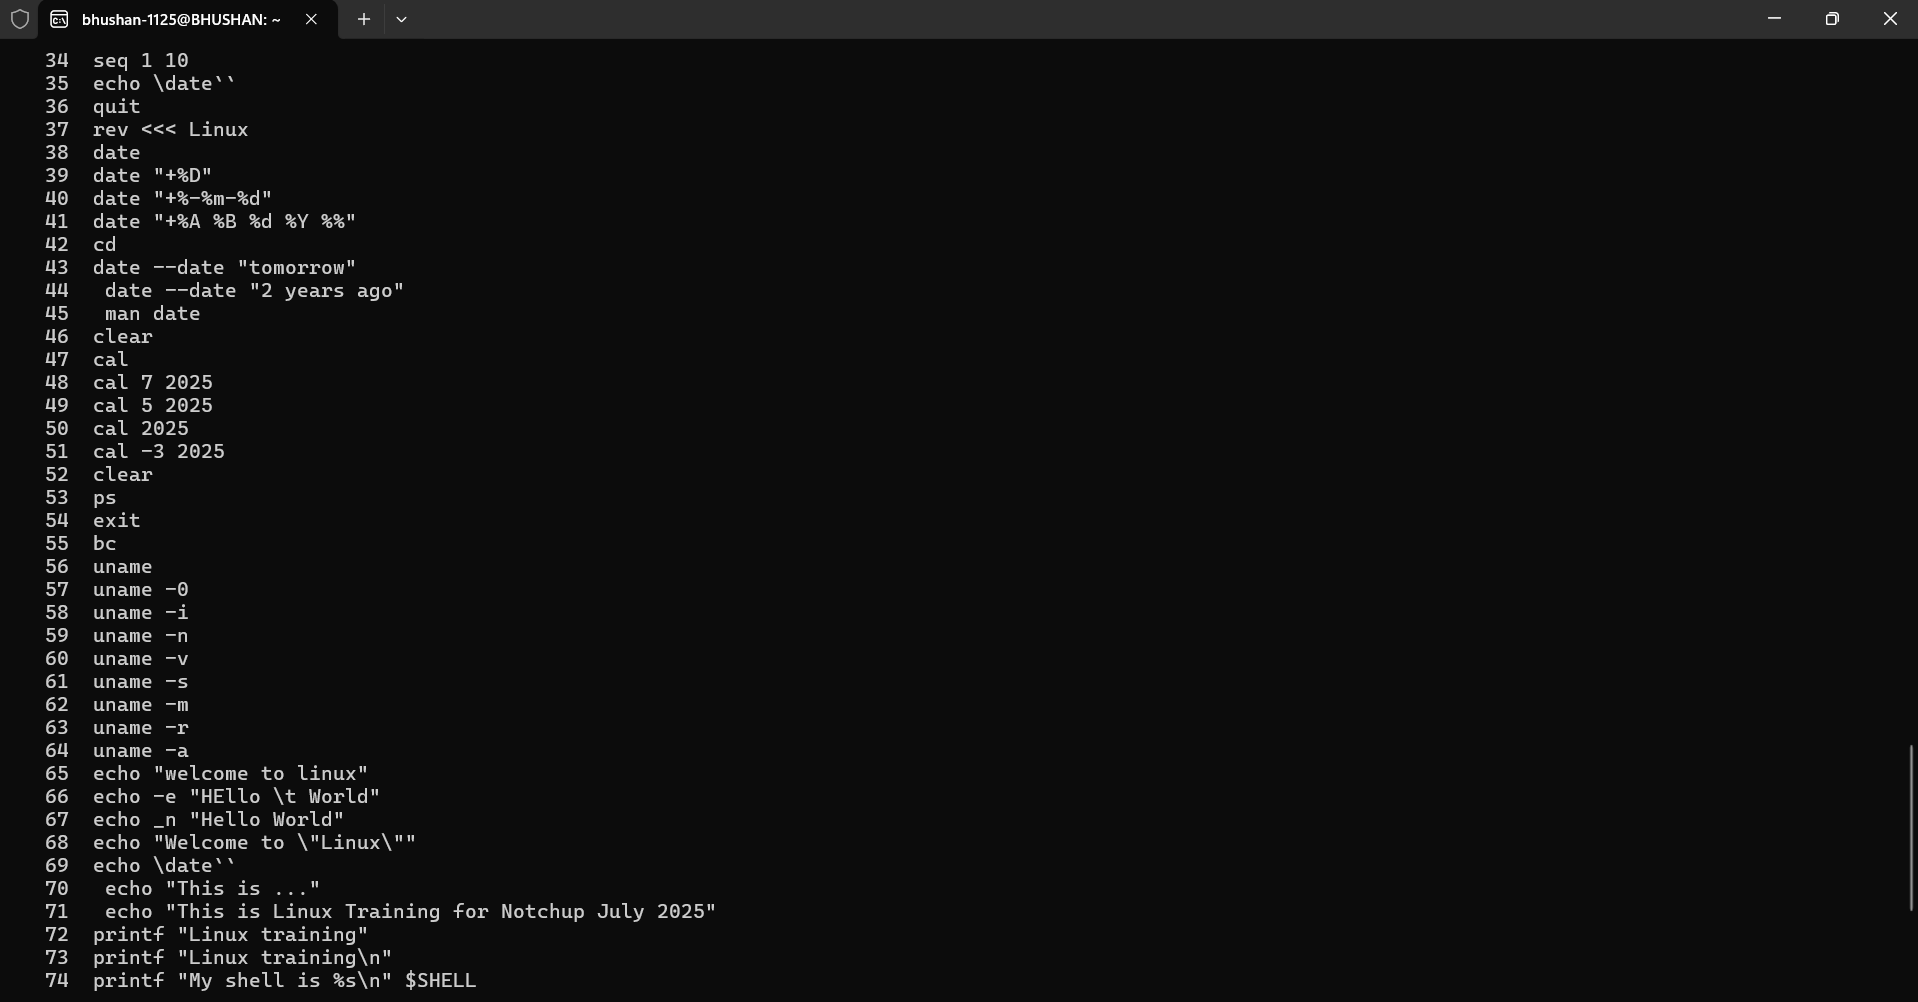 bhushan-1125@BHUSHAN: ~
34 seq 1 10
35 echo \date``
36 quit
37 rev <<< Linux
38 date
39 date "+%D"
40 date "+%-%m-%d"
41 date "+%A %B %d %Y %%"
42 cd
43 date --date "tomorrow"
44  date --date "2 years ago"
45  man date
46 clear
47 cal
48 cal 7 2025
49 cal 5 2025
50 cal 2025
51 cal -3 2025
52 clear
53 ps
54 exit
55 bc
56 uname
57 uname -0
58 uname -i
59 uname -n
60 uname -v
61 uname -s
62 uname -m
63 uname -r
64 uname -a
65 echo "welcome to linux"
66 echo -e "HEllo \t World"
67 echo _n "Hello World"
68 echo "Welcome to \"Linux\""
69 echo \date``
70  echo "This is ..."
71  echo "This is Linux Training for Notchup July 2025"
72 printf "Linux training"
73 printf "Linux training\n"
74 printf "My shell is %s\n" $SHELL